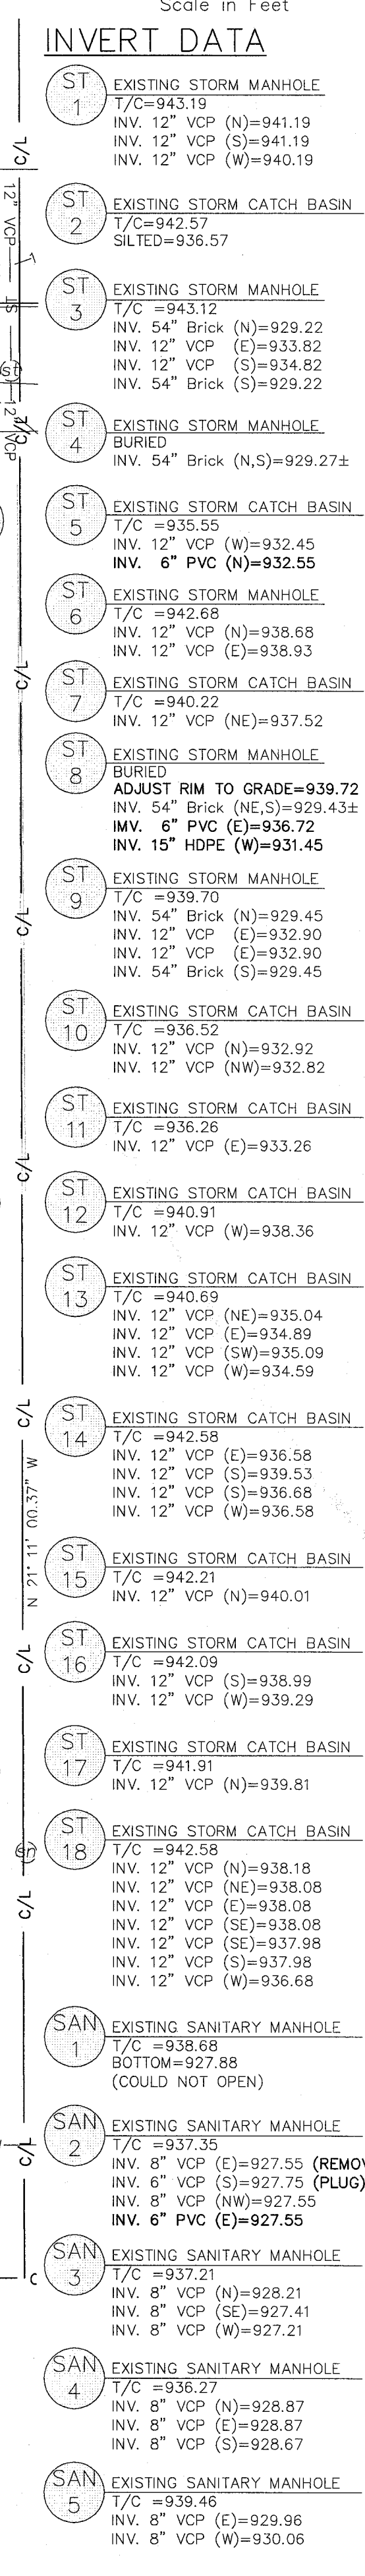 Scale in Feet
INVERT DATA
ST 1
EXISTING STORM MANHOLE
T/C=943.19
INV. 12" VCP (N)=941.19
INV. 12" VCP (S)=941.19
INV. 12" VCP (W)=940.19
ST 2
EXISTING STORM CATCH BASIN
T/C=942.57
SILTED=936.57
ST 3
EXISTING STORM MANHOLE
T/C =943.12
INV. 54" Brick (N)=929.22
INV. 12" VCP (E)=933.82
INV. 12" VCP (S)=934.82
INV. 54" Brick (S)=929.22
ST 4
EXISTING STORM MANHOLE
BURIED
INV. 54" Brick (N,S)=929.27±
ST 5
EXISTING STORM CATCH BASIN
T/C =935.55
INV. 12" VCP (W)=932.45
INV. 6" PVC (N)=932.55
ST 6
EXISTING STORM MANHOLE
T/C =942.68
INV. 12" VCP (N)=938.68
INV. 12" VCP (E)=938.93
ST 7
EXISTING STORM CATCH BASIN
T/C =940.22
INV. 12" VCP (NE)=937.52
ST 8
EXISTING STORM MANHOLE
BURIED
ADJUST RIM TO GRADE=939.72
INV. 54" Brick (NE,S)=929.43±
IMV. 6" PVC (E)=936.72
INV. 15" HDPE (W)=931.45
ST 9
EXISTING STORM MANHOLE
T/C =939.70
INV. 54" Brick (N)=929.45
INV. 12" VCP (E)=932.90
INV. 12" VCP (E)=932.90
INV. 54" Brick (S)=929.45
ST 10
EXISTING STORM CATCH BASIN
T/C =936.52
INV. 12" VCP (N)=932.92
INV. 12" VCP (NW)=932.82
ST 11
EXISTING STORM CATCH BASIN
T/C =936.26
INV. 12" VCP (E)=933.26
ST 12
EXISTING STORM CATCH BASIN
T/C =940.91
INV. 12" VCP (W)=938.36
ST 13
EXISTING STORM CATCH BASIN
T/C =940.69
INV. 12" VCP (NE)=935.04
INV. 12" VCP (E)=934.89
INV. 12" VCP (SW)=935.09
INV. 12" VCP (W)=934.59
ST 14
EXISTING STORM CATCH BASIN
T/C =942.58
INV. 12" VCP (E)=936.58
INV. 12" VCP (S)=939.53
INV. 12" VCP (S)=936.68
INV. 12" VCP (W)=936.58
ST 15
EXISTING STORM CATCH BASIN
T/C =942.21
INV. 12" VCP (N)=940.01
ST 16
EXISTING STORM CATCH BASIN
T/C =942.09
INV. 12" VCP (S)=938.99
INV. 12" VCP (W)=939.29
ST 17
EXISTING STORM CATCH BASIN
T/C =941.91
INV. 12" VCP (N)=939.81
ST 18
EXISTING STORM CATCH BASIN
T/C =942.58
INV. 12" VCP (N)=938.18
INV. 12" VCP (NE)=938.08
INV. 12" VCP (E)=938.08
INV. 12" VCP (SE)=938.08
INV. 12" VCP (SE)=937.98
INV. 12" VCP (S)=937.98
INV. 12" VCP (W)=936.68
SAN 1
EXISTING SANITARY MANHOLE
T/C =938.68
BOTTOM=927.88
(COULD NOT OPEN)
SAN 2
EXISTING SANITARY MANHOLE
T/C =937.35
INV. 8" VCP (E)=927.55 (REMOV
INV. 6" VCP (S)=927.75 (PLUG)
INV. 8" VCP (NW)=927.55
INV. 6" PVC (E)=927.55
SAN 3
EXISTING SANITARY MANHOLE
T/C =937.21
INV. 8" VCP (N)=928.21
INV. 8" VCP (SE)=927.41
INV. 8" VCP (W)=927.21
SAN 4
EXISTING SANITARY MANHOLE
T/C =936.27
INV. 8" VCP (N)=928.87
INV. 8" VCP (E)=928.87
INV. 8" VCP (S)=928.67
SAN 5
EXISTING SANITARY MANHOLE
T/C =939.46
INV. 8" VCP (E)=929.96
INV. 8" VCP (W)=930.06
C/L
12" VCP
ST
st
12" VCP
C/L
C/L
C/L
C/L
C/L
N 21° 11' 00.37" W
C/L
C/L
C/L
C